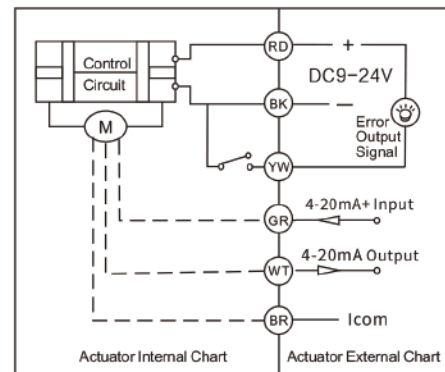 Control
Circuit
M
RD
+
DC9-24V
BK
—
Error
Output
Signal
YW
GR
4-20mA+ Input
WT
4-20mA Output
BR
Icom
Actuator Internal Chart
Actuator External Chart